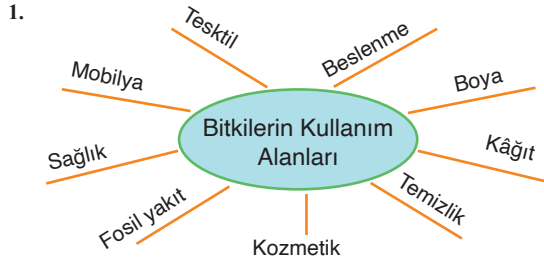 1.
Tesktil
Beslenme
Mobilya
Boya
Bitkilerin Kullanım
Alanları
Sağlık
Kâğıt
Fosil yakıt
Temizlik
Kozmetik